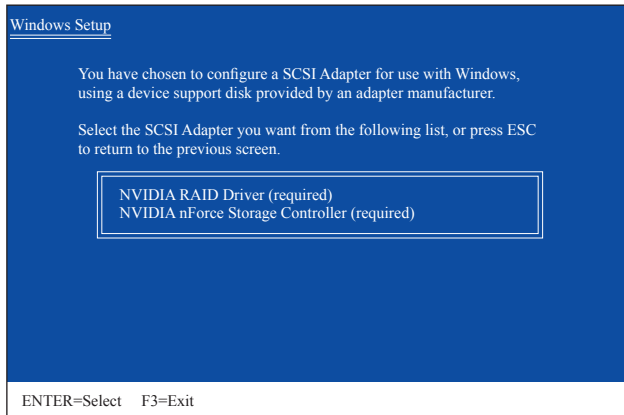 Windows Setup
You have chosen to configure a SCSI Adapter for use with Windows,
using a device support disk provided by an adapter manufacturer.
Select the SCSI Adapter you want from the following list, or press ESC
to return to the previous screen.
NVIDIA RAID Driver (required)
NVIDIA nForce Storage Controller (required)
ENTER=Select F3=Exit